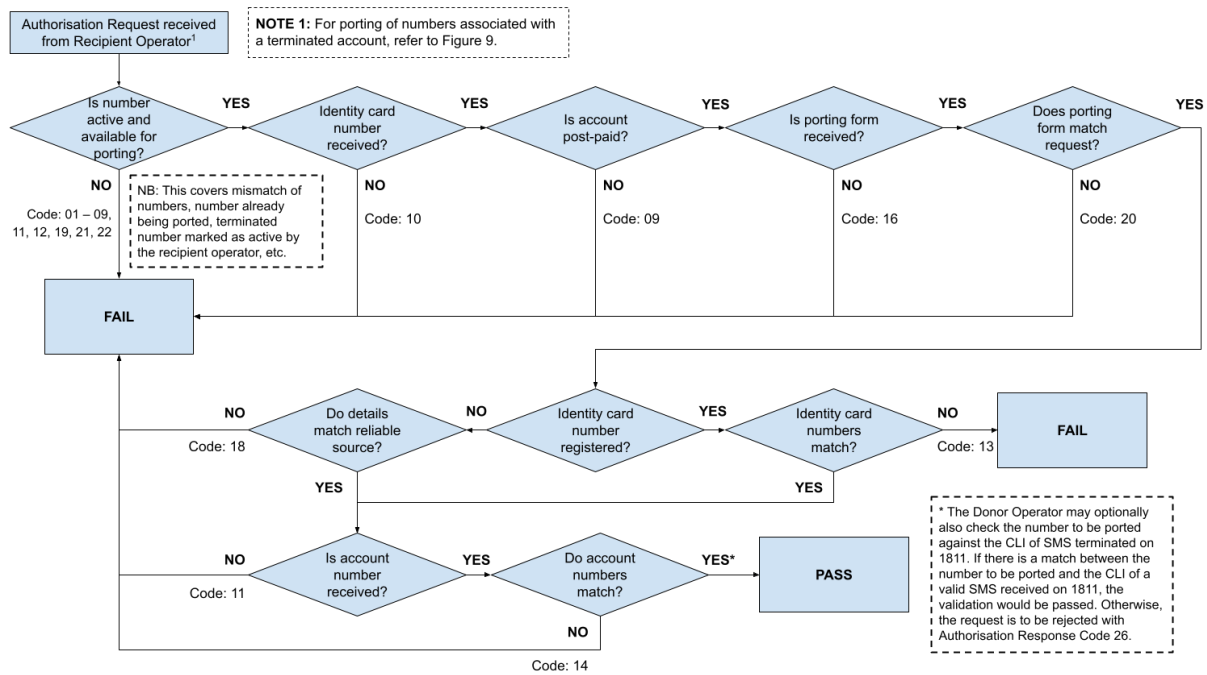 Authorisation Request received
from Recipient Operator¹
NOTE 1: For porting of numbers associated with
a terminated account, refer to Figure 9.
Is number
active and
available for
porting?
YES
Identity card
number
received?
YES
Is account
post-paid?
YES
Is porting form
received?
YES
Does porting
form match
request?
YES
NO
Code: 01 – 09,
11, 12, 19, 21, 22
NB: This covers mismatch of
numbers, number already
being ported, terminated
number marked as active by
the recipient operator, etc.
NO
Code: 10
NO
Code: 09
NO
Code: 16
NO
Code: 20
FAIL
NO
Code: 18
Do details
match reliable
source?
NO
Identity card
number
registered?
YES
Identity card
numbers
match?
NO
Code: 13
FAIL
YES
YES
NO
Code: 11
Is account
number
received?
YES
Do account
numbers
match?
YES*
PASS
NO
Code: 14
* The Donor Operator may optionally
also check the number to be ported
against the CLI of SMS terminated on
1811. If there is a match between the
number to be ported and the CLI of a
valid SMS received on 1811, the
validation would be passed. Otherwise,
the request is to be rejected with
Authorisation Response Code 26.